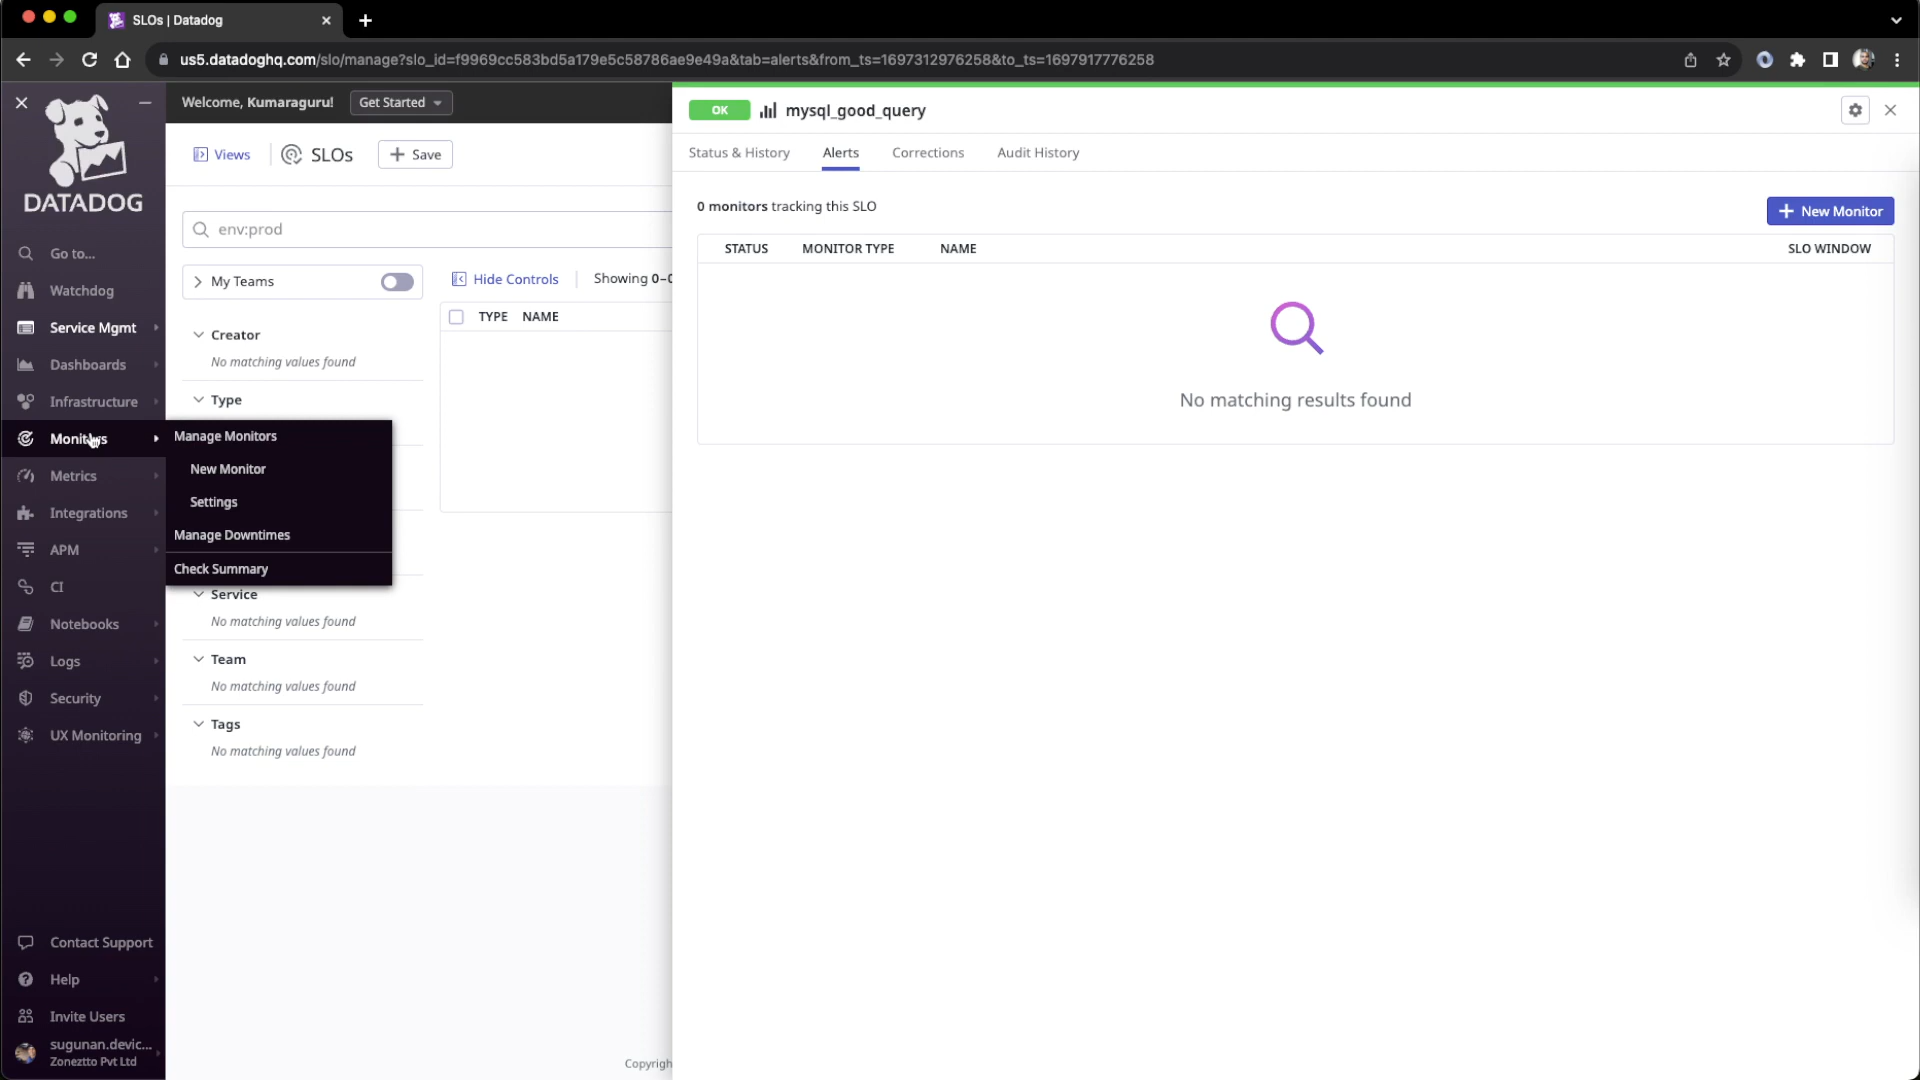 SLOs | Datadog
us5.datadoghq.com/slo/manage?slo_id=f9969cc583bd5a179e5c58786ae9e49a&tab=alerts&from_ts=1697312976258&to_ts=1697917776258
DATADOG
Go to...
Watchdog
Service Mgmt
Dashboards
Infrastructure
Monitors
Metrics
Integrations
APM
CI
Notebooks
Logs
Security
UX Monitoring
Contact Support
Help
Invite Users
sugunan.devic...
Zoneztto Pvt Ltd
Manage Monitors
New Monitor
Settings
Manage Downtimes
Check Summary
Welcome, Kumaraguru!
Get Started
Views
SLOs
+ Save
env:prod
My Teams
Hide Controls
Showing 0–0
TYPE NAME
Creator
No matching values found
Type
Service
No matching values found
Team
No matching values found
Tags
No matching values found
Copyrigh
OK
mysql_good_query
Status & History
Alerts
Corrections
Audit History
0 monitors tracking this SLO
+ New Monitor
STATUS MONITOR TYPE NAME SLO WINDOW
No matching results found